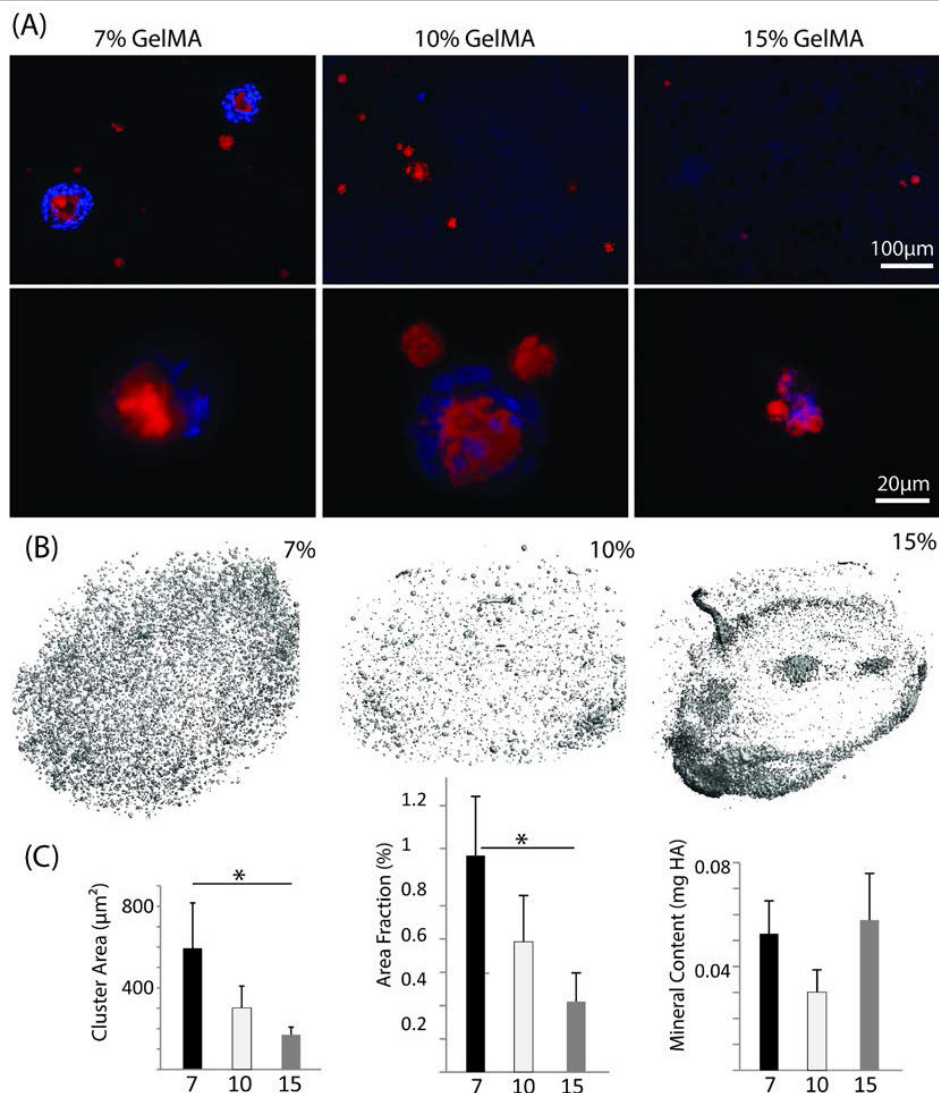 (A)
7% GelMA 10% GelMA 15% GelMA
100µm
20µm
(B)
7% 10% 15%
(C)
Cluster Area (µm²)
800
400
*
7 10 15
Area Fraction (%)
1.2
1
0.8
0.6
0.4
0.2
*
7 10 15
Mineral Content (mg HA)
0.08
0.04
7 10 15